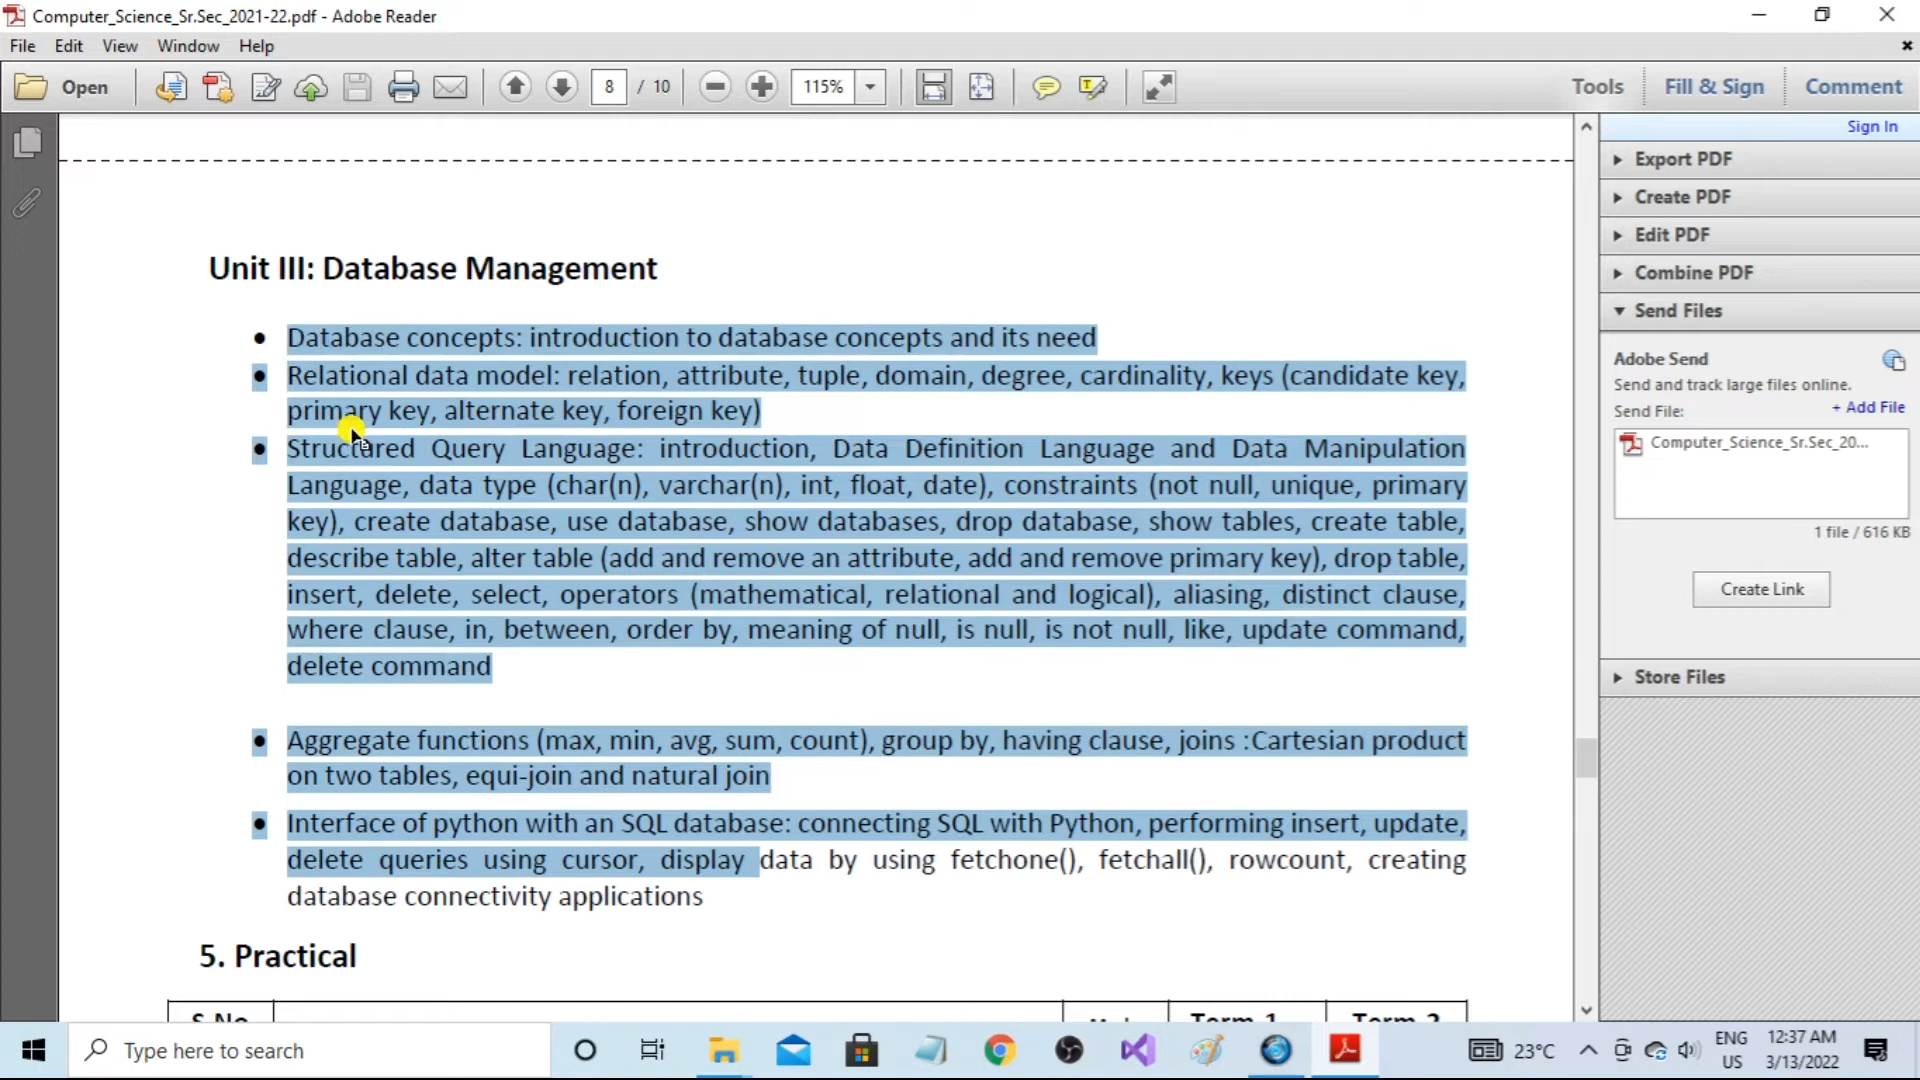 Computer_Science_Sr.Sec_2021-22.pdf - Adobe Reader
File Edit View Window Help
Open 8 / 10 115% Tools Fill & Sign Comment
Sign In
Export PDF
Create PDF
Edit PDF
Combine PDF
Send Files
Adobe Send
Send and track large files online.
Send File: + Add File
Computer_Science_Sr.Sec_20...
1 file / 616 KB
Create Link
Store Files
Unit III: Database Management
• Database concepts: introduction to database concepts and its need
• Relational data model: relation, attribute, tuple, domain, degree, cardinality, keys (candidate key,
primary key, alternate key, foreign key)
• Structured Query Language: introduction, Data Definition Language and Data Manipulation
Language, data type (char(n), varchar(n), int, float, date), constraints (not null, unique, primary
key), create database, use database, show databases, drop database, show tables, create table,
describe table, alter table (add and remove an attribute, add and remove primary key), drop table,
insert, delete, select, operators (mathematical, relational and logical), aliasing, distinct clause,
where clause, in, between, order by, meaning of null, is null, is not null, like, update command,
delete command
• Aggregate functions (max, min, avg, sum, count), group by, having clause, joins :Cartesian product
on two tables, equi-join and natural join
• Interface of python with an SQL database: connecting SQL with Python, performing insert, update,
delete queries using cursor, display data by using fetchone(), fetchall(), rowcount, creating
database connectivity applications
5. Practical
S.No Term-1 Term-2
Type here to search
23°C
ENG
US
12:37 AM
3/13/2022